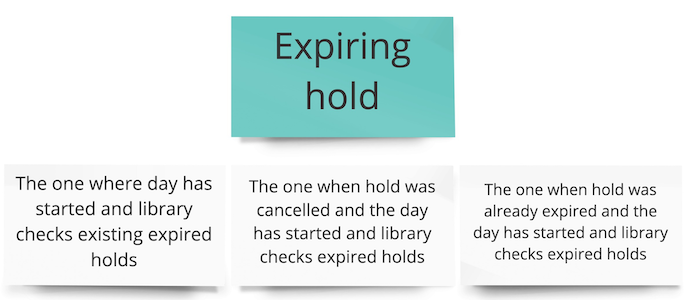 Expiring
hold
The one where day has
started and library
checks existing expired
holds
The one when hold was
cancelled and the day
has started and library
checks expired holds
The one when hold was
already expired and the
day has started and library
checks expired holds